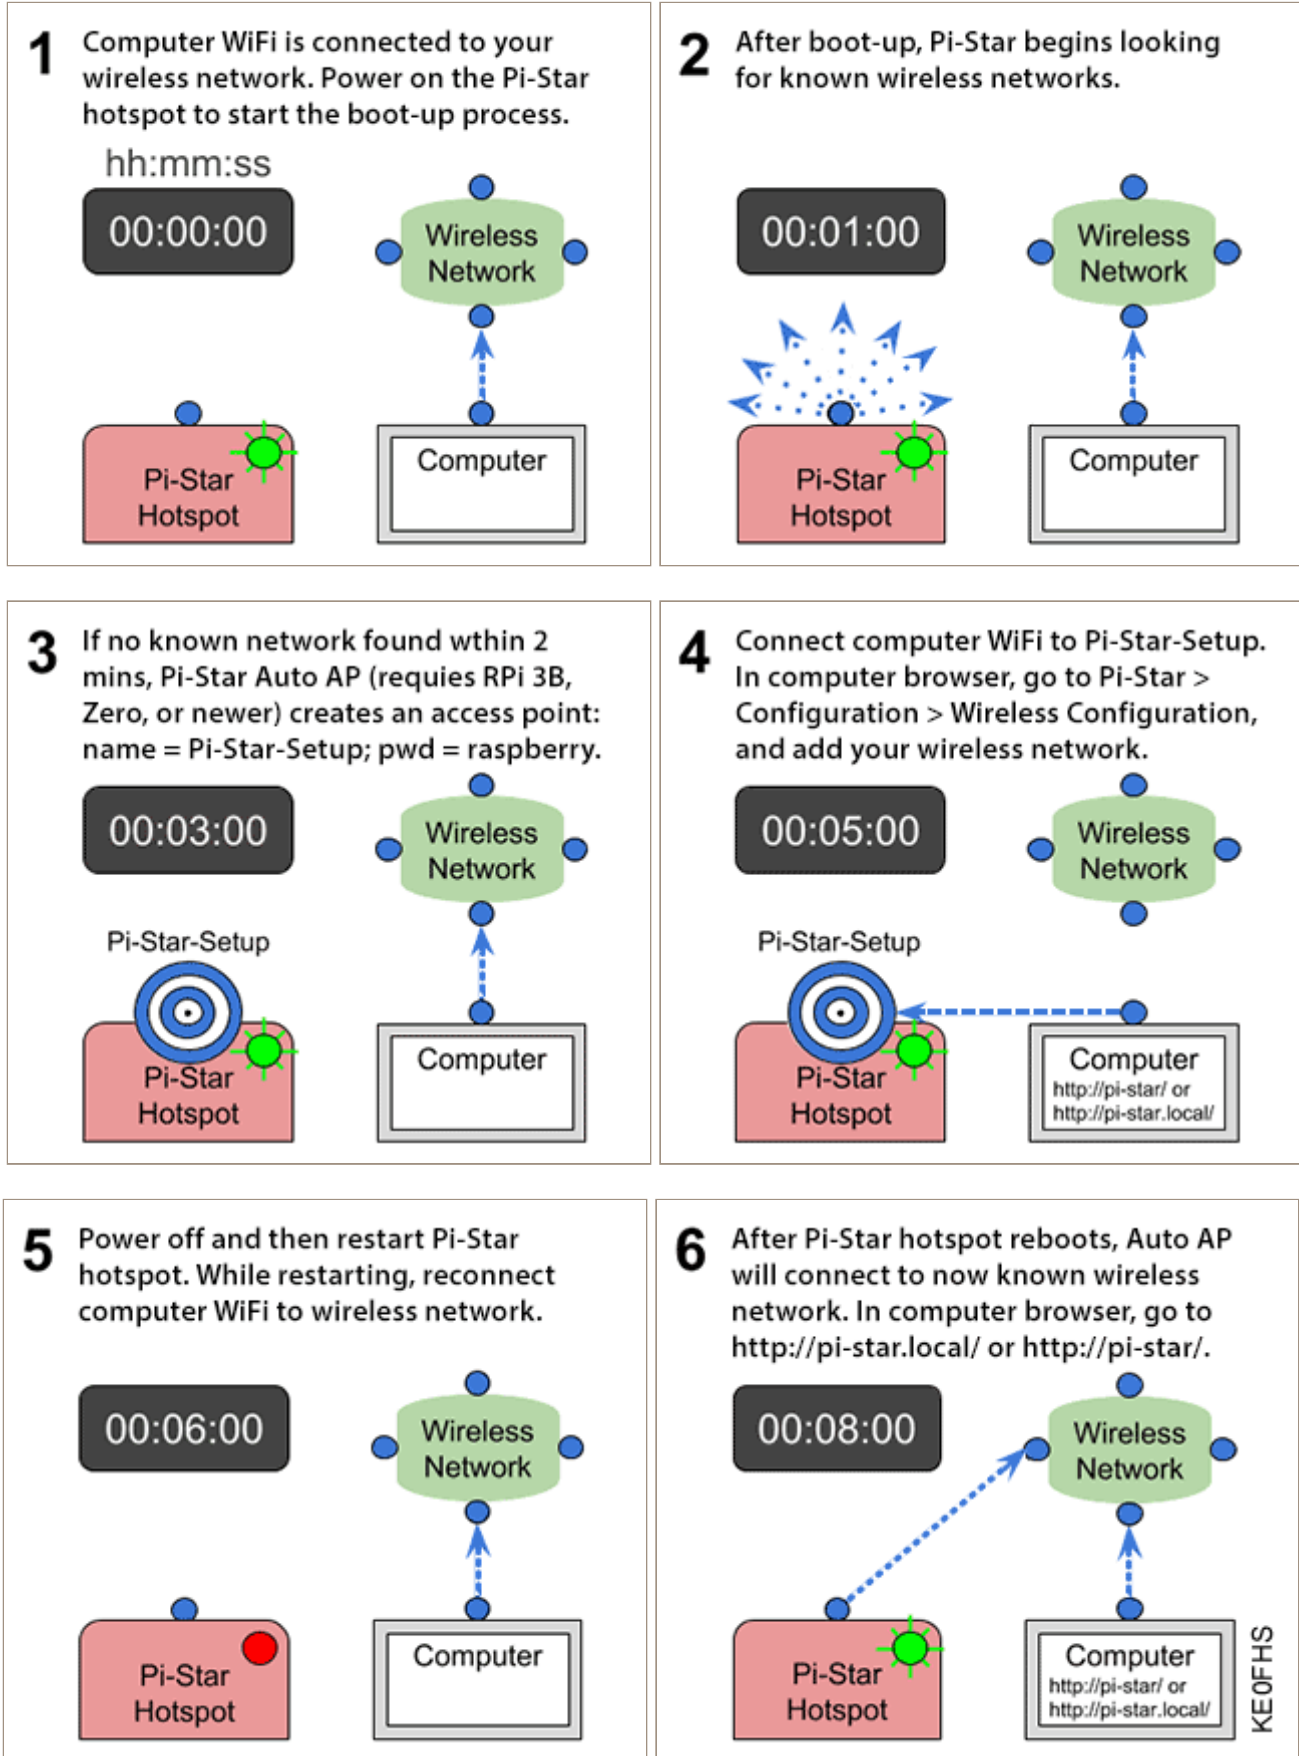 1
Computer WiFi is connected to your
wireless network. Power on the Pi-Star
hotspot to start the boot-up process.
hh:mm:ss
00:00:00
Wireless
Network
Pi-Star
Hotspot
Computer
2
After boot-up, Pi-Star begins looking
for known wireless networks.
00:01:00
Wireless
Network
Pi-Star
Hotspot
Computer
3
If no known network found wthin 2
mins, Pi-Star Auto AP (requies RPi 3B,
Zero, or newer) creates an access point:
name = Pi-Star-Setup; pwd = raspberry.
00:03:00
Wireless
Network
Pi-Star-Setup
Pi-Star
Hotspot
Computer
4
Connect computer WiFi to Pi-Star-Setup.
In computer browser, go to Pi-Star >
Configuration > Wireless Configuration,
and add your wireless network.
00:05:00
Wireless
Network
Pi-Star-Setup
Pi-Star
Hotspot
Computer
http://pi-star/ or
http://pi-star.local/
5
Power off and then restart Pi-Star
hotspot. While restarting, reconnect
computer WiFi to wireless network.
00:06:00
Wireless
Network
Pi-Star
Hotspot
Computer
6
After Pi-Star hotspot reboots, Auto AP
will connect to now known wireless
network. In computer browser, go to
http://pi-star.local/ or http://pi-star/.
00:08:00
Wireless
Network
Pi-Star
Hotspot
Computer
http://pi-star/ or
http://pi-star.local/
KE0FHS